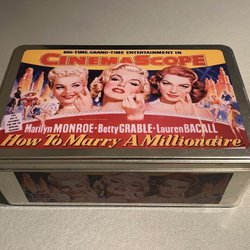 BIG-TIME, GRAND-TIME ENTERTAINMENT IN
CINEMASCOPE
Marilyn MONROE - Betty GRABLE - Lauren BACALL
How To Marry A Millionaire